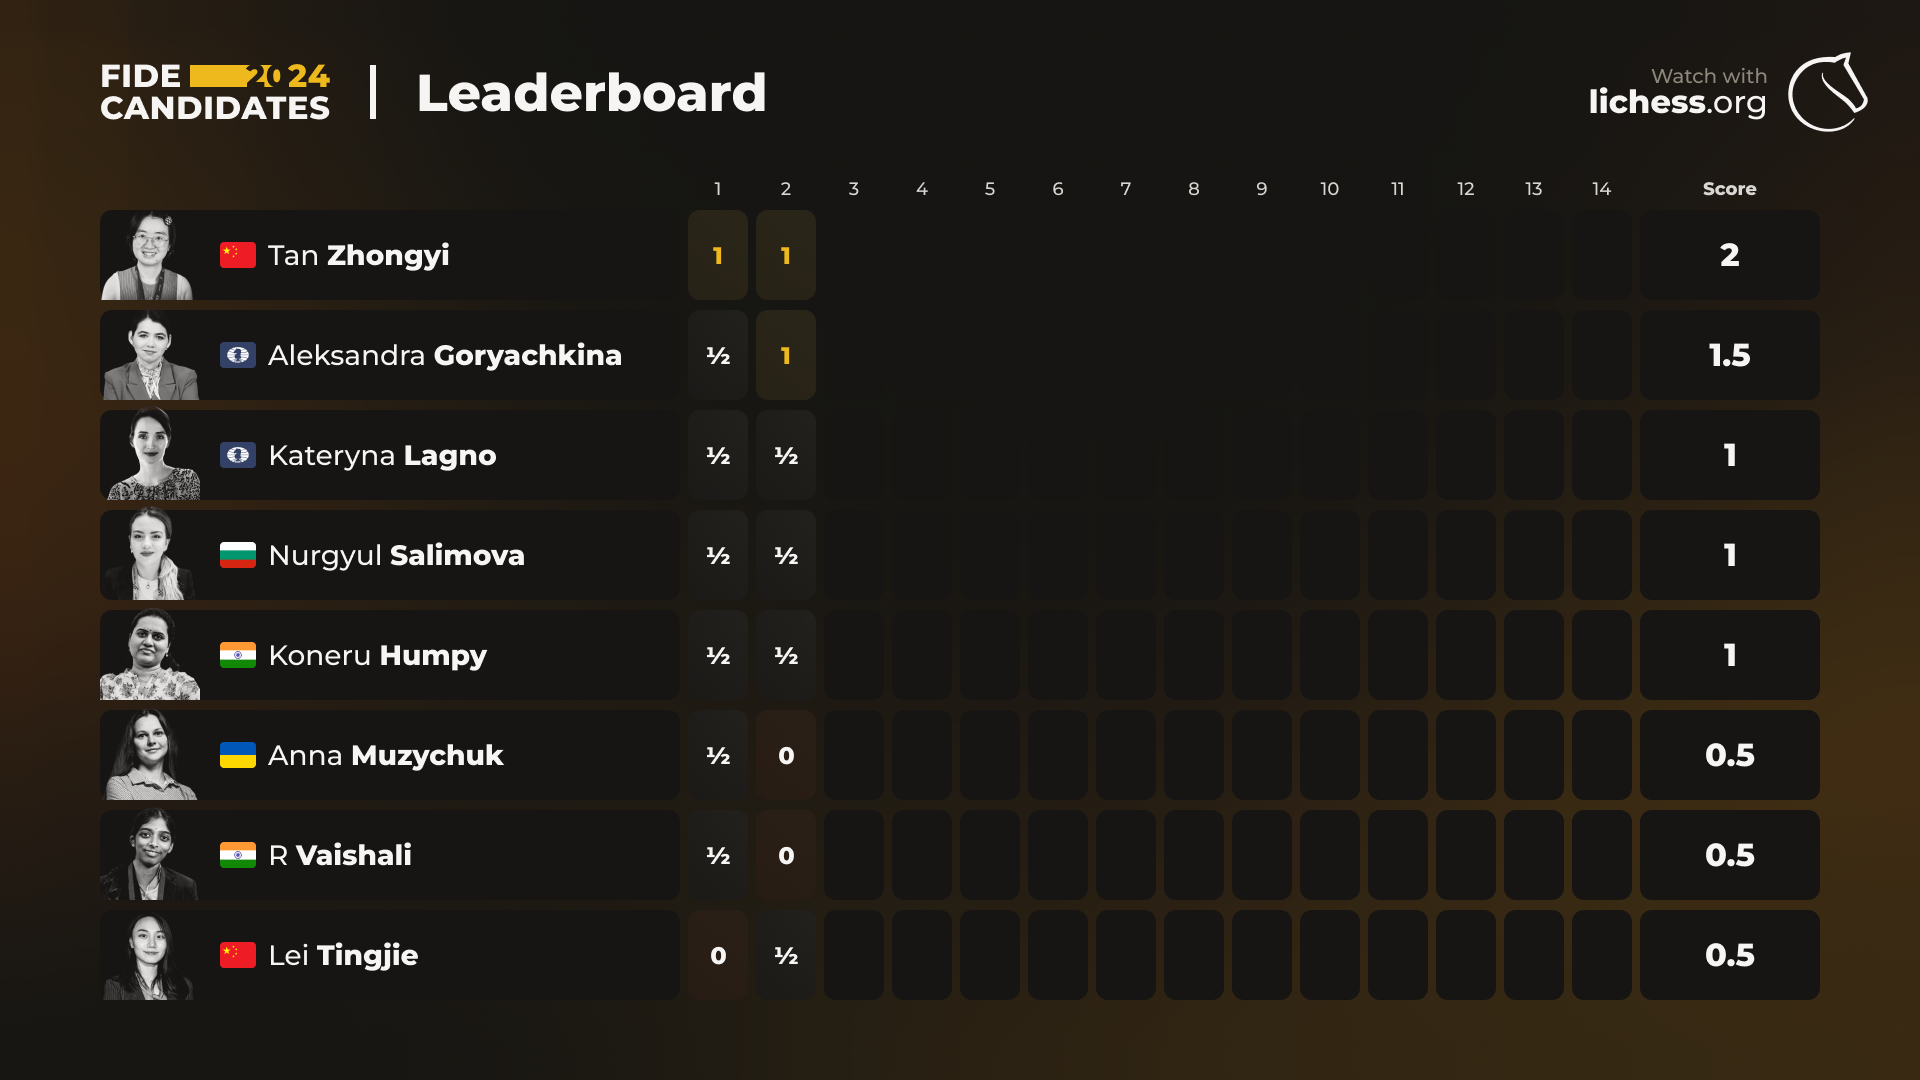 FIDE 2024
CANDIDATES
Leaderboard
Watch with
lichess.org
1 2 3 4 5 6 7 8 9 10 11 12 13 14 Score
Tan Zhongyi 1 1 2
Aleksandra Goryachkina ½ 1 1.5
Kateryna Lagno ½ ½ 1
Nurgyul Salimova ½ ½ 1
Koneru Humpy ½ ½ 1
Anna Muzychuk ½ 0 0.5
R Vaishali ½ 0 0.5
Lei Tingjie 0 ½ 0.5